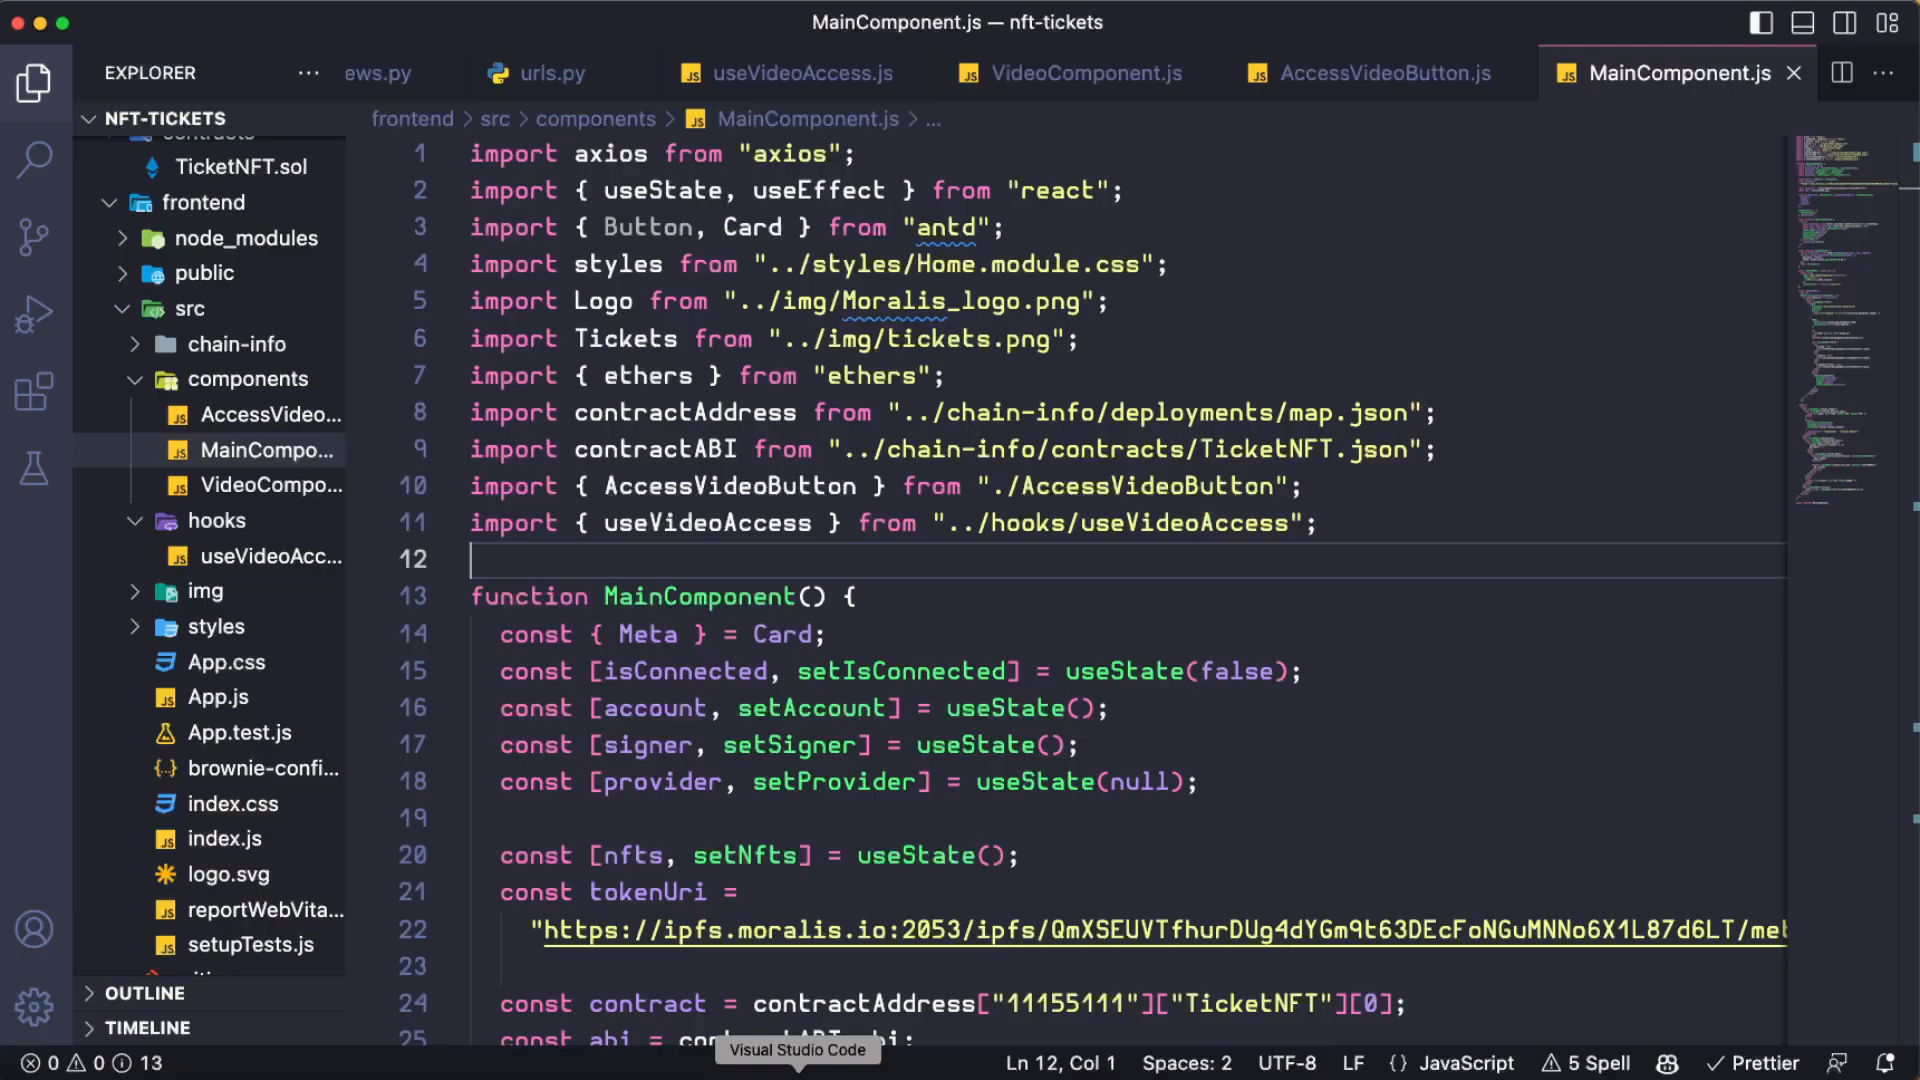 MainComponent.js — nft-tickets
EXPLORER
ews.py
urls.py
useVideoAccess.js
VideoComponent.js
AccessVideoButton.js
MainComponent.js
NFT-TICKETS
contracts
TicketNFT.sol
frontend
node_modules
public
src
chain-info
components
AccessVideo...
MainCompo...
VideoCompo...
hooks
useVideoAcc...
img
styles
App.css
App.js
App.test.js
brownie-confi...
index.css
index.js
logo.svg
reportWebVita...
setupTests.js
OUTLINE
TIMELINE
frontend > src > components > JS MainComponent.js > ...
1 import axios from "axios";
2 import { useState, useEffect } from "react";
3 import { Button, Card } from "antd";
4 import styles from "../styles/Home.module.css";
5 import Logo from "../img/Moralis_logo.png";
6 import Tickets from "../img/tickets.png";
7 import { ethers } from "ethers";
8 import contractAddress from "../chain-info/deployments/map.json";
9 import contractABI from "../chain-info/contracts/TicketNFT.json";
10 import { AccessVideoButton } from "./AccessVideoButton";
11 import { useVideoAccess } from "../hooks/useVideoAccess";
12
13 function MainComponent() {
14 const { Meta } = Card;
15 const [isConnected, setIsConnected] = useState(false);
16 const [account, setAccount] = useState();
17 const [signer, setSigner] = useState();
18 const [provider, setProvider] = useState(null);
19
20 const [nfts, setNfts] = useState();
21 const tokenUri =
22 "https://ipfs.moralis.io:2053/ipfs/QmXSEUVTfhurDUg4dYGm9t63DEcFoNGuMNNo6X1L87d6LT/met
23
24 const contract = contractAddress["11155111"]["TicketNFT"][0];
25 const abi =
Visual Studio Code
0 0 13
Ln 12, Col 1 Spaces: 2 UTF-8 LF {} JavaScript 5 Spell Prettier